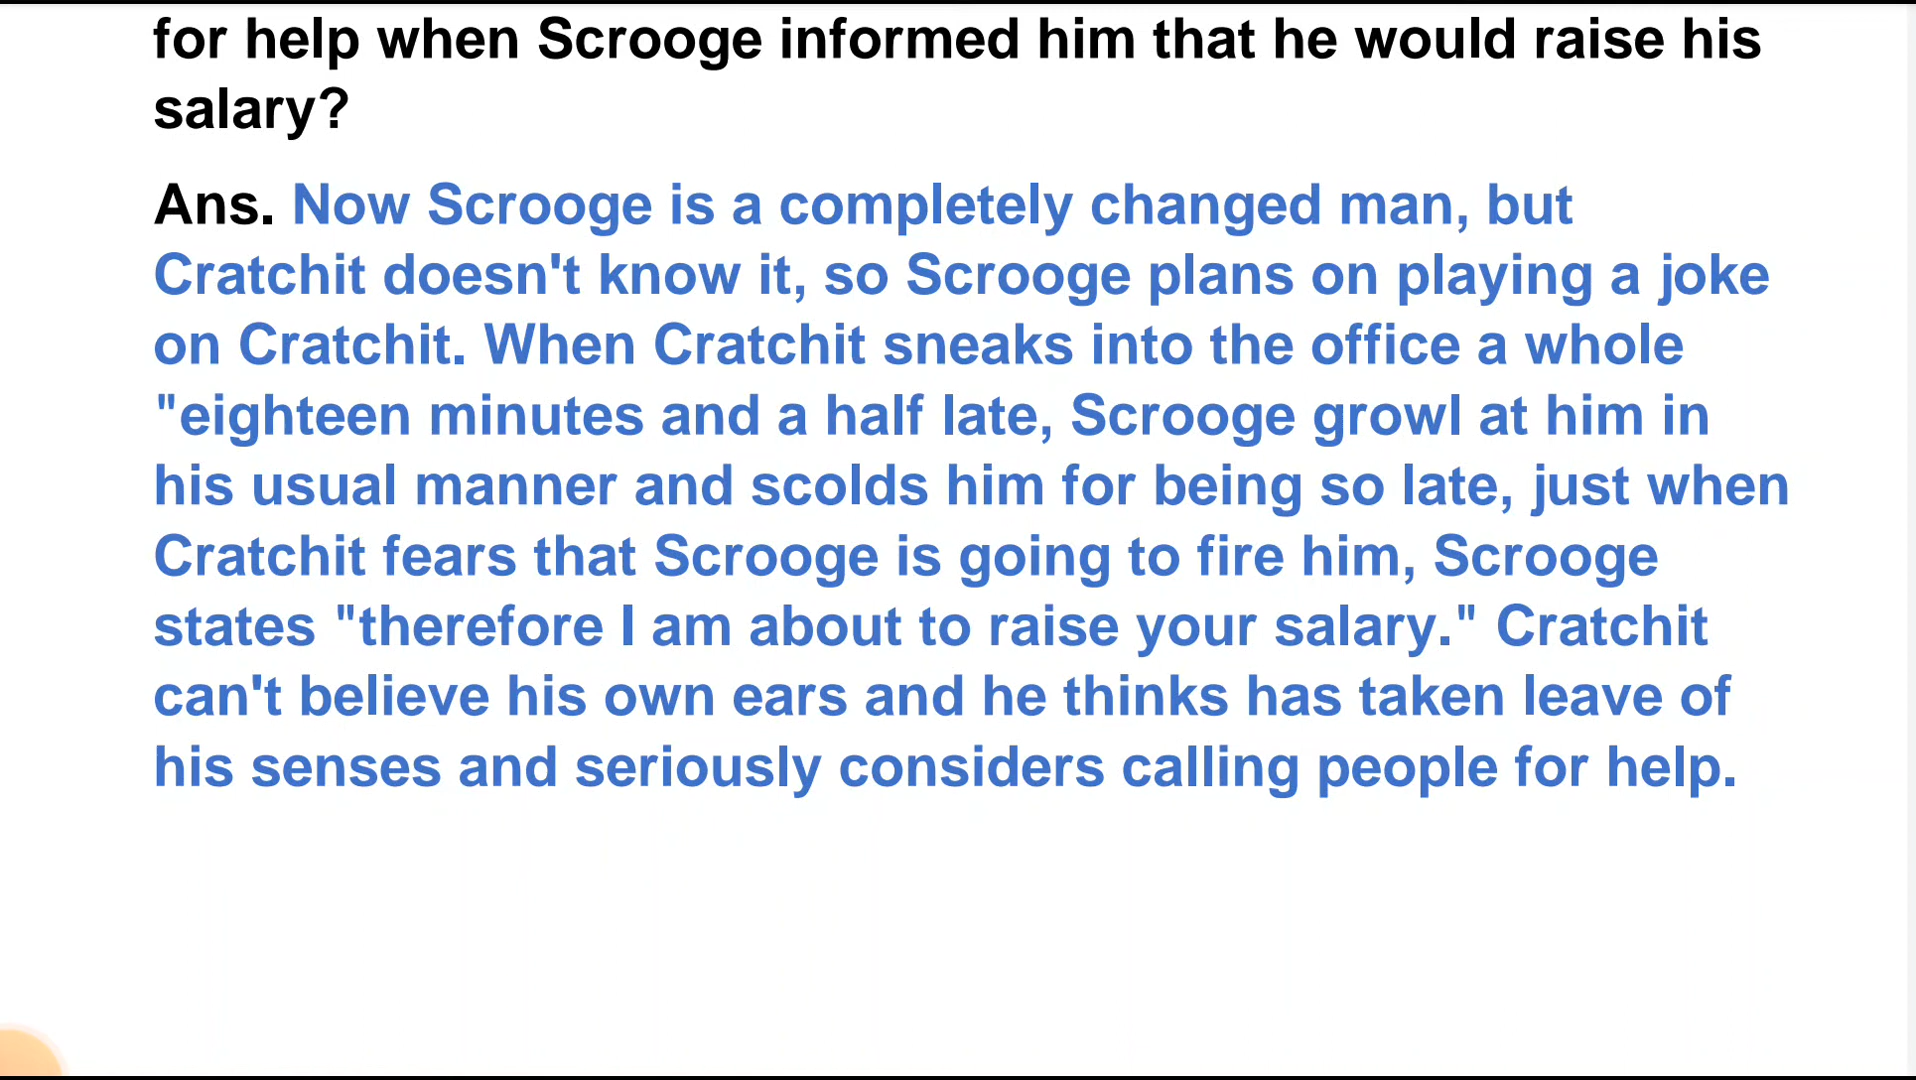 for help when Scrooge informed him that he would raise his
salary?
Ans. Now Scrooge is a completely changed man, but
Cratchit doesn't know it, so Scrooge plans on playing a joke
on Cratchit. When Cratchit sneaks into the office a whole
"eighteen minutes and a half late, Scrooge growl at him in
his usual manner and scolds him for being so late, just when
Cratchit fears that Scrooge is going to fire him, Scrooge
states "therefore I am about to raise your salary." Cratchit
can't believe his own ears and he thinks has taken leave of
his senses and seriously considers calling people for help.